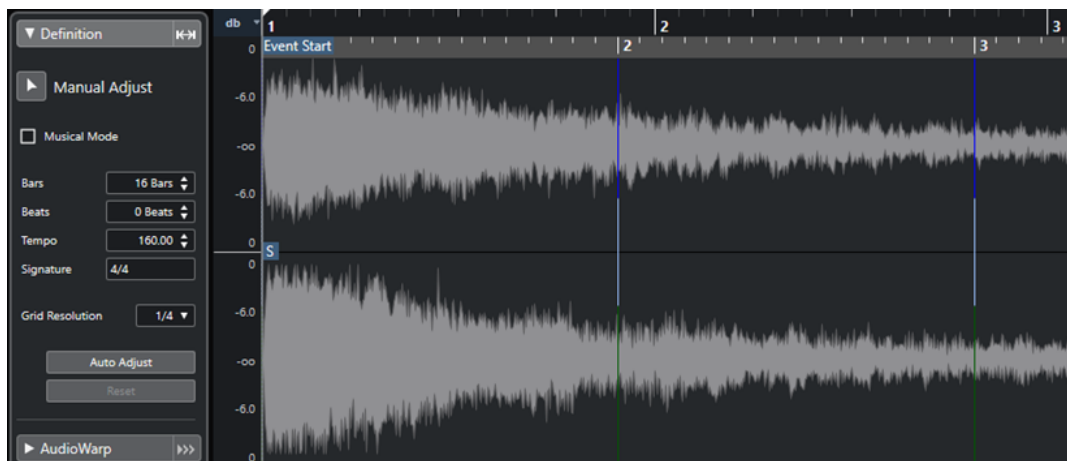 Definition
Manual Adjust
Musical Mode
Bars 16 Bars
Beats 0 Beats
Tempo 160.00
Signature 4/4
Grid Resolution 1/4
Auto Adjust
Reset
AudioWarp
db 1 2 3
Event Start 2 3
0
-6.0
-∞
-6.0
0
S
0
-6.0
-∞
-6.0
0